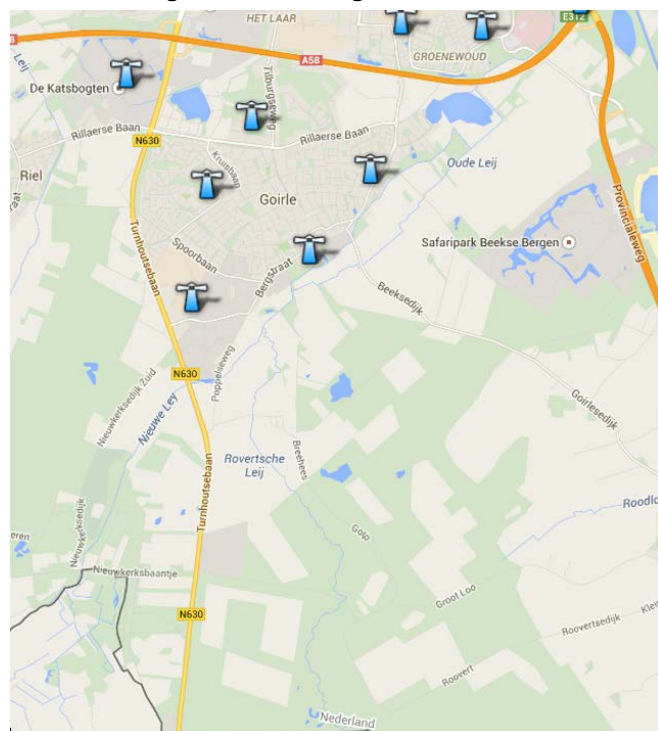 HET LAAR
E312
GROENEWOUD
A58
Tilburgseweg
Leij
De Katsbogten
Rillaerse Baan
N630
Rillaerse Baan
Riel
Kruisbaan
Oude Leij
Goirle
Provincialeweg
Turnhoutsebaan
Spoorbaan
Bergstraat
Safaripark Beekse Bergen
Beeksedijk
Nieuwkerksedijk Zuid
Poppelseweg
N630
Nieuwe Ley
Goirlesedijk
Rovertsche
Leij
Breehees
Turnhoutsebaan
Nieuwkerksedijk
Gosp
Nieuwkerksbaantje
Groot Loo
N630
Roovertsedijk
Roovert
Nederland